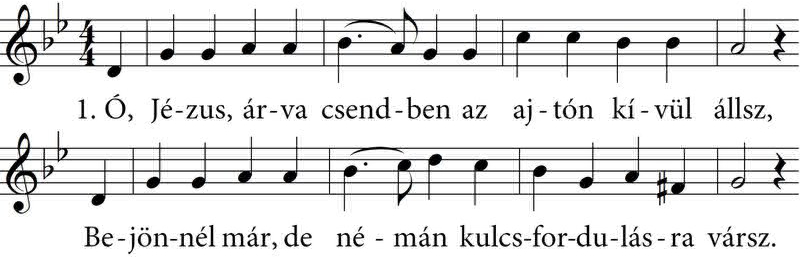 4 4
1. Ó, Jé-zus, ár-va csend-ben az aj-tón kí-vül állsz,
Be-jön-nél már, de né-mán kulcs-for-du-lás-ra vársz.